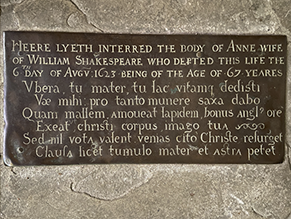 HEERE LYETH INTERRED THE BODY OF ANNE WIFE
OF WILLIAM SHAKESPEARE WHO DEPTED THIS LIFE THE
6TH DAY OF AVGV: 1623 BEING OF THE AGE OF 67 YEARES
Vbera, tu mater, tu lac, vitamq dedisti
Vae mihi: pro tanto munere saxa dabo
Quam mallem, amoueat lapidem, bonus angl' ore
Exeat christi corpus imago tua
Sed nil vota valent venias cito Christe resurget
Clausa licet tumulo mater et astra petet